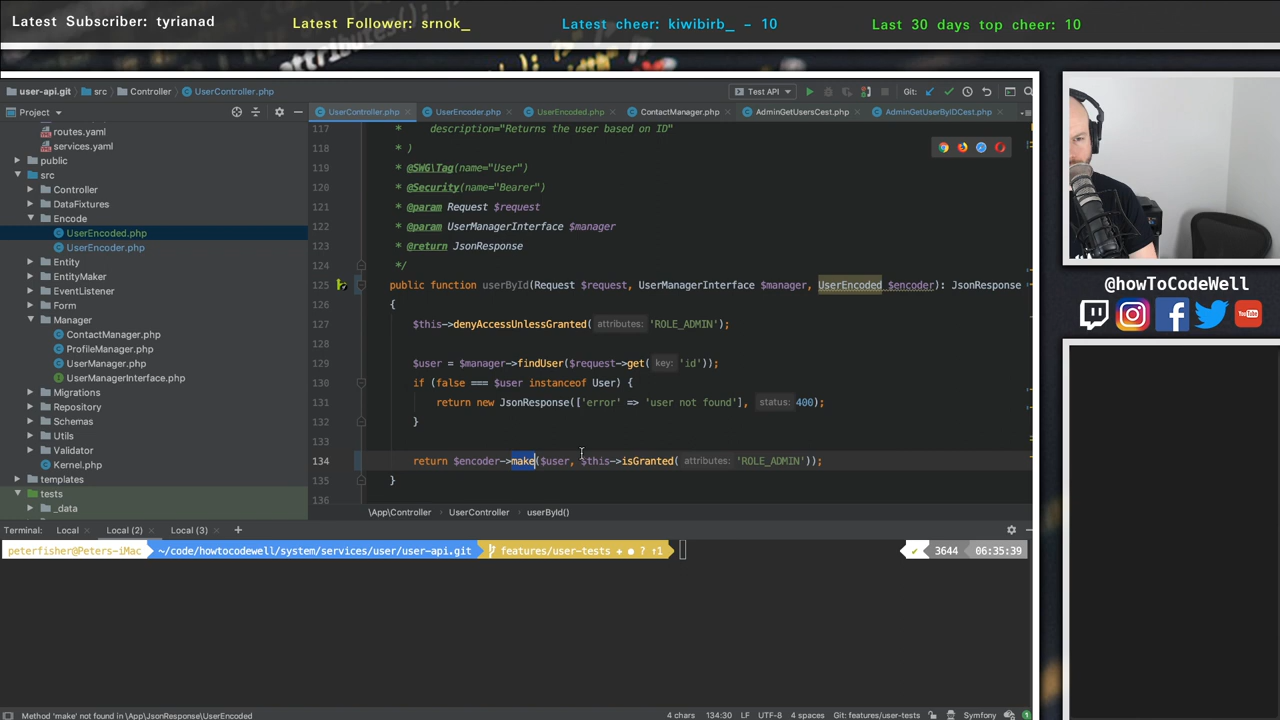 Latest Subscriber: tyrianad
Latest Follower: srnok_
Latest cheer: kiwibirb_ - 10
Last 30 days top cheer: 10
user-api.git
src
Controller
UserController.php
Test API
Git:
Project
UserController.php
UserEncoder.php
UserEncoded.php
ContactManager.php
AdminGetUsersCest.php
AdminGetUserByIDCest.php
routes.yaml
services.yaml
public
src
Controller
DataFixtures
Encode
UserEncoded.php
UserEncoder.php
Entity
EntityMaker
EventListener
Form
Manager
ContactManager.php
ProfileManager.php
UserManager.php
UserManagerInterface.php
Migrations
Repository
Schemas
Utils
Validator
Kernel.php
templates
tests
_data
117 *     description="Returns the user based on ID"
118 * )
119 * @SWG\Tag(name="User")
120 * @Security(name="Bearer")
121 * @param Request $request
122 * @param UserManagerInterface $manager
123 * @return JsonResponse
124 */
125 public function userById(Request $request, UserManagerInterface $manager, UserEncoded $encoder): JsonResponse
126 {
127 $this->denyAccessUnlessGranted( attributes: 'ROLE_ADMIN');
128
129 $user = $manager->findUser($request->get( key: 'id'));
130 if (false === $user instanceof User) {
131 return new JsonResponse(['error' => 'user not found'], status: 400);
132 }
133
134 return $encoder->make($user, $this->isGranted( attributes: 'ROLE_ADMIN'));
135 }
136
\App\Controller
UserController
userById()
Terminal:
Local
Local (2)
Local (3)
+
peterfisher@Peters-iMac
~/code/howtocodewell/system/services/user/user-api.git
features/user-tests + ● ? ↑1
✔
3644
06:35:39
Method 'make' not found in \App\JsonResponse\UserEncoded
4 chars
134:30
LF
UTF-8
4 spaces
Git: features/user-tests
Symfony
1
@howToCodeWell
You Tube